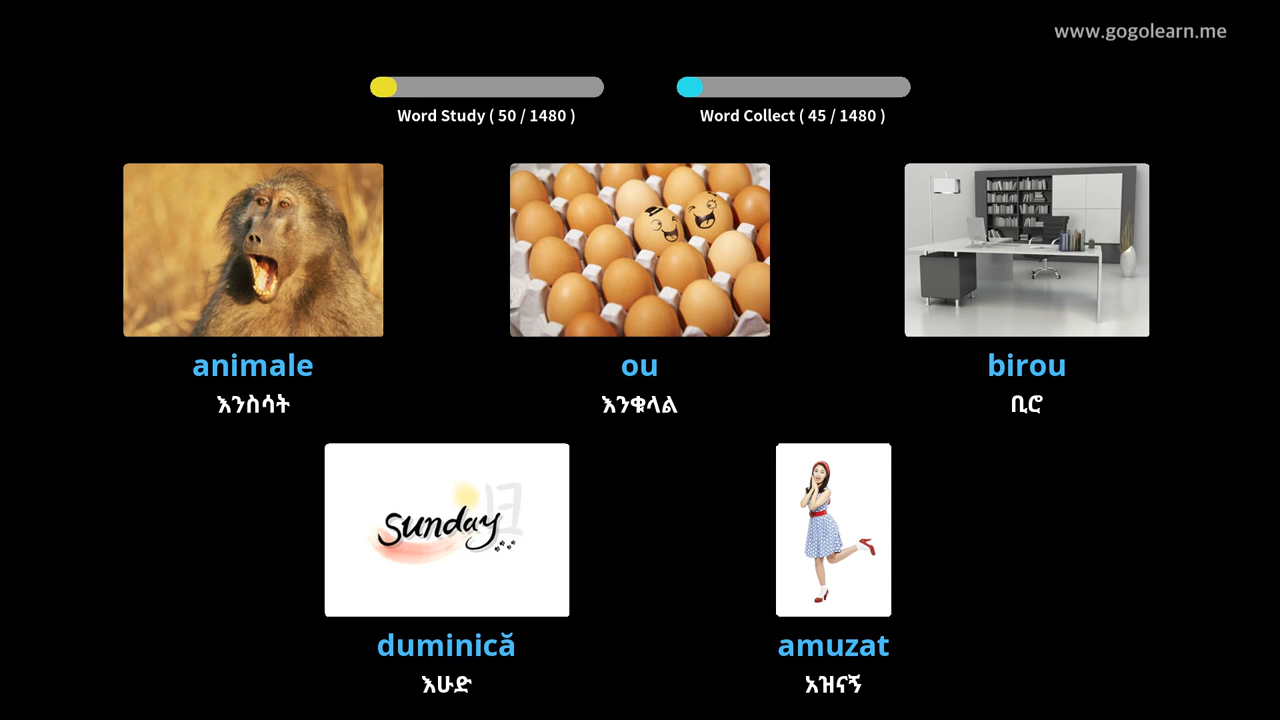 www.gogolearn.me
Word Study ( 50 / 1480 )
Word Collect ( 45 / 1480 )
animale
እንስሳት
ou
እንቁላል
birou
ቢሮ
Sunday
日
duminică
እሁድ
amuzat
አዝናኝ